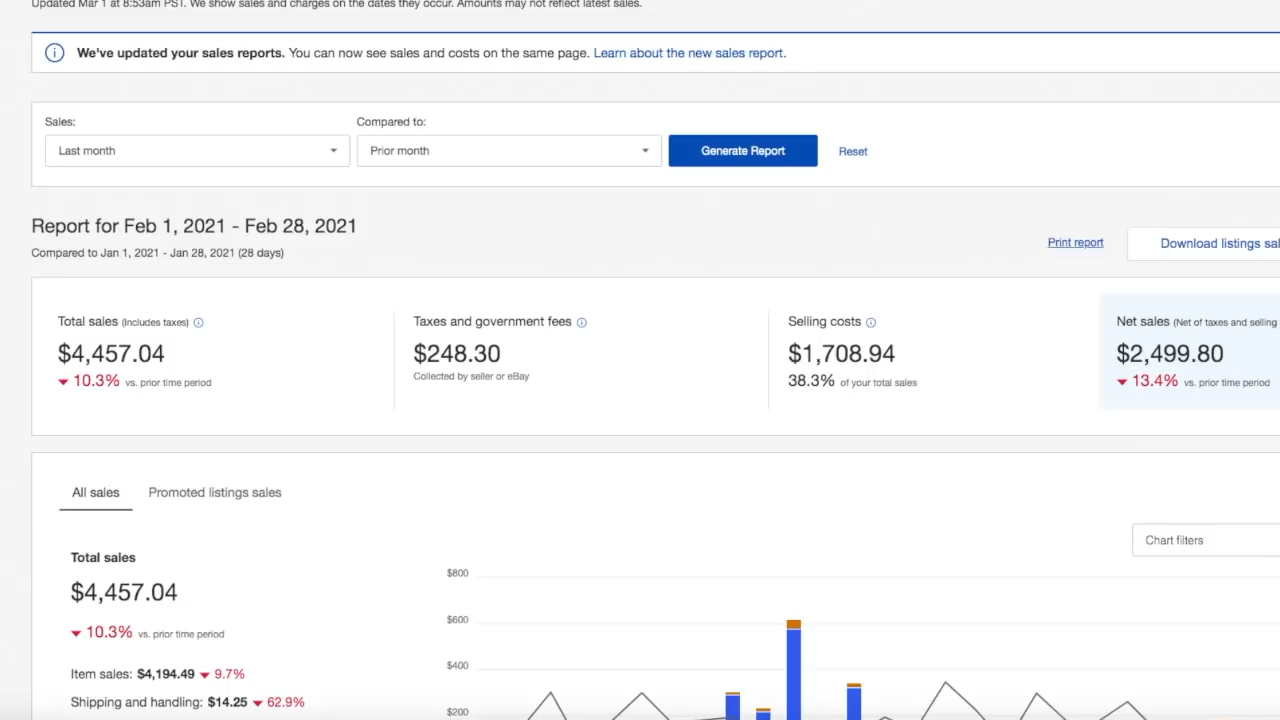 Updated Mar 1 at 8:53am PST. We show sales and charges on the dates they occur. Amounts may not reflect latest sales.
We've updated your sales reports. You can now see sales and costs on the same page. Learn about the new sales report.
Sales: Compared to:
Last month Prior month Generate Report Reset
Report for Feb 1, 2021 - Feb 28, 2021
Print report Download listings sal
Compared to Jan 1, 2021 - Jan 28, 2021 (28 days)
Total sales (Includes taxes) Taxes and government fees Selling costs Net sales (Net of taxes and selling
$4,457.04 $248.30 $1,708.94 $2,499.80
10.3% vs. prior time period Collected by seller or eBay 38.3% of your total sales 13.4% vs. prior time period
All sales Promoted listings sales
Chart filters
Total sales
$4,457.04
10.3% vs. prior time period
Item sales: $4,194.49 9.7%
Shipping and handling: $14.25 62.9%
$800
$600
$400
$200